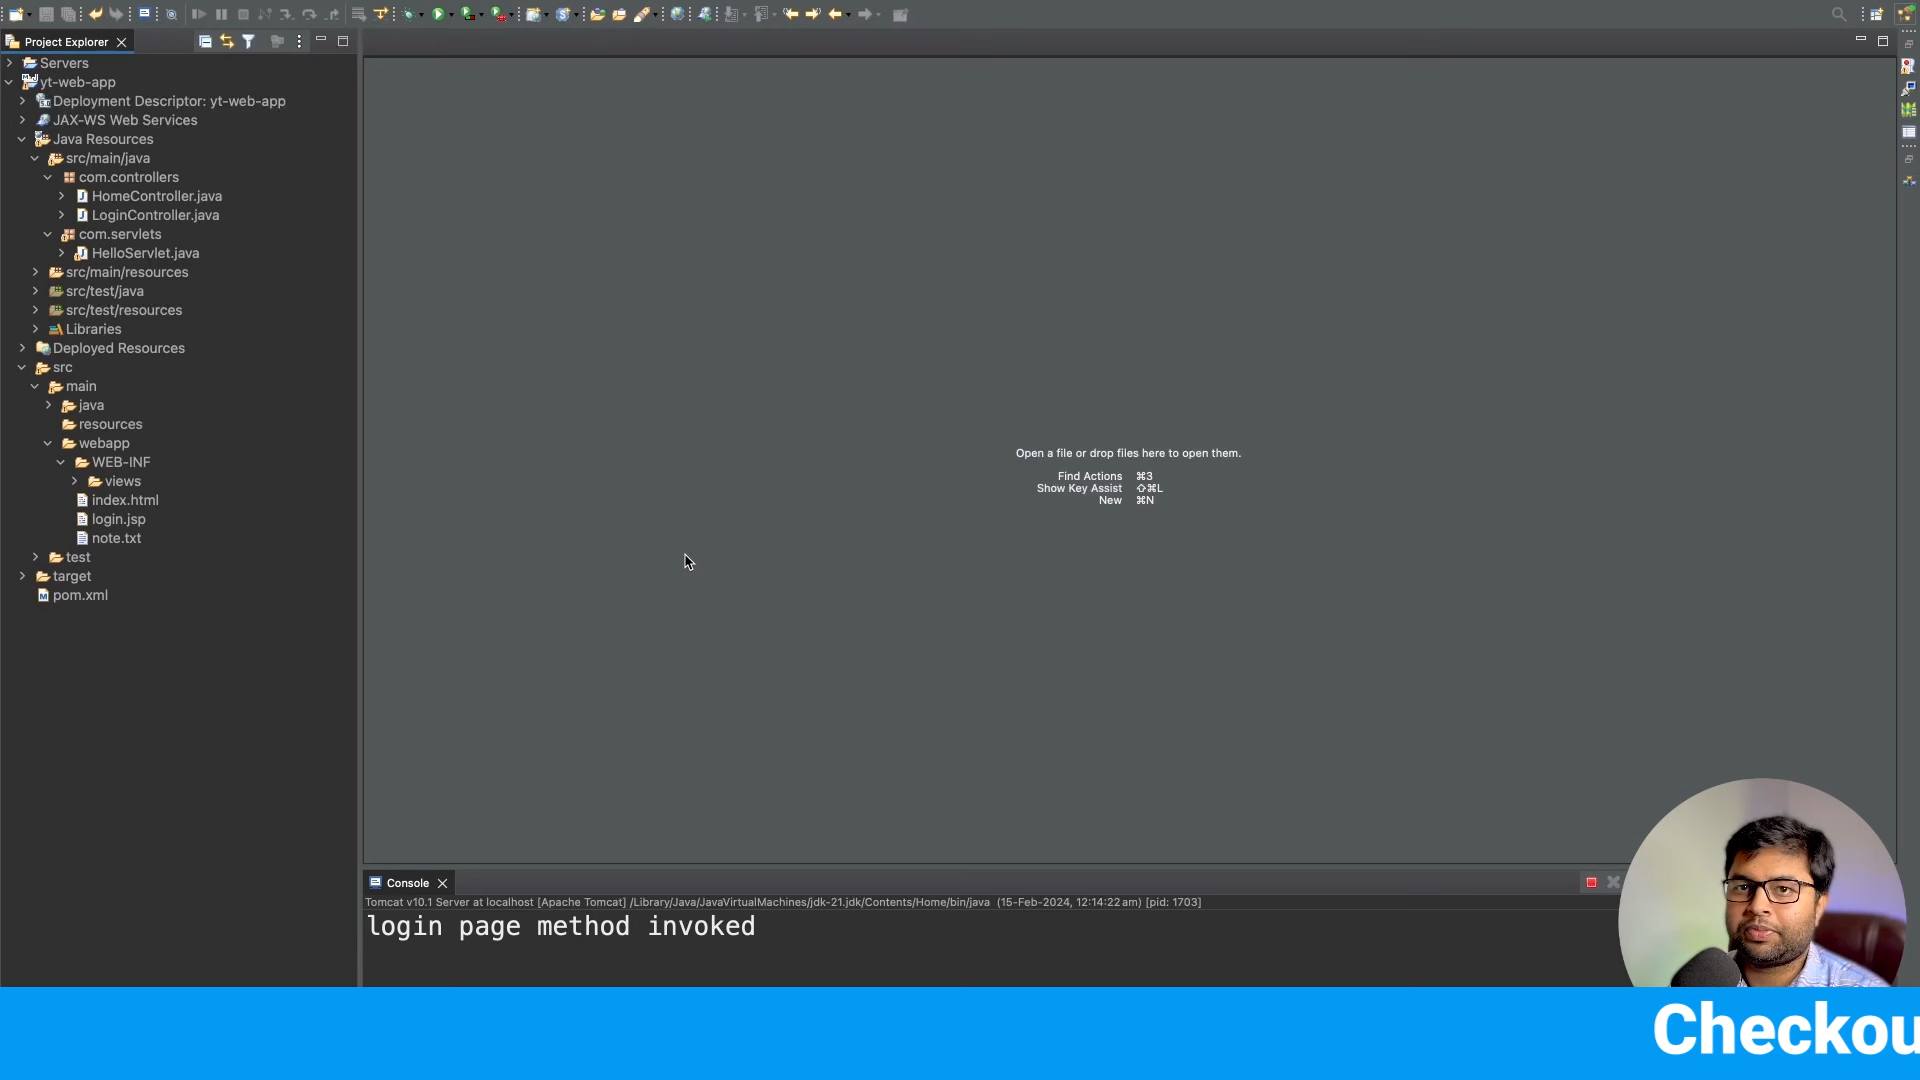 Project Explorer
Servers
yt-web-app
Deployment Descriptor: yt-web-app
JAX-WS Web Services
Java Resources
src/main/java
com.controllers
HomeController.java
LoginController.java
com.servlets
HelloServlet.java
src/main/resources
src/test/java
src/test/resources
Libraries
Deployed Resources
src
main
java
resources
webapp
WEB-INF
views
index.html
login.jsp
note.txt
test
target
pom.xml
Open a file or drop files here to open them.
Find Actions ⌘3
Show Key Assist ⇧⌘L
New ⌘N
Console
Tomcat v10.1 Server at localhost [Apache Tomcat] /Library/Java/JavaVirtualMachines/jdk-21.jdk/Contents/Home/bin/java (15-Feb-2024, 12:14:22 am) [pid: 1703]
login page method invoked
Checkou